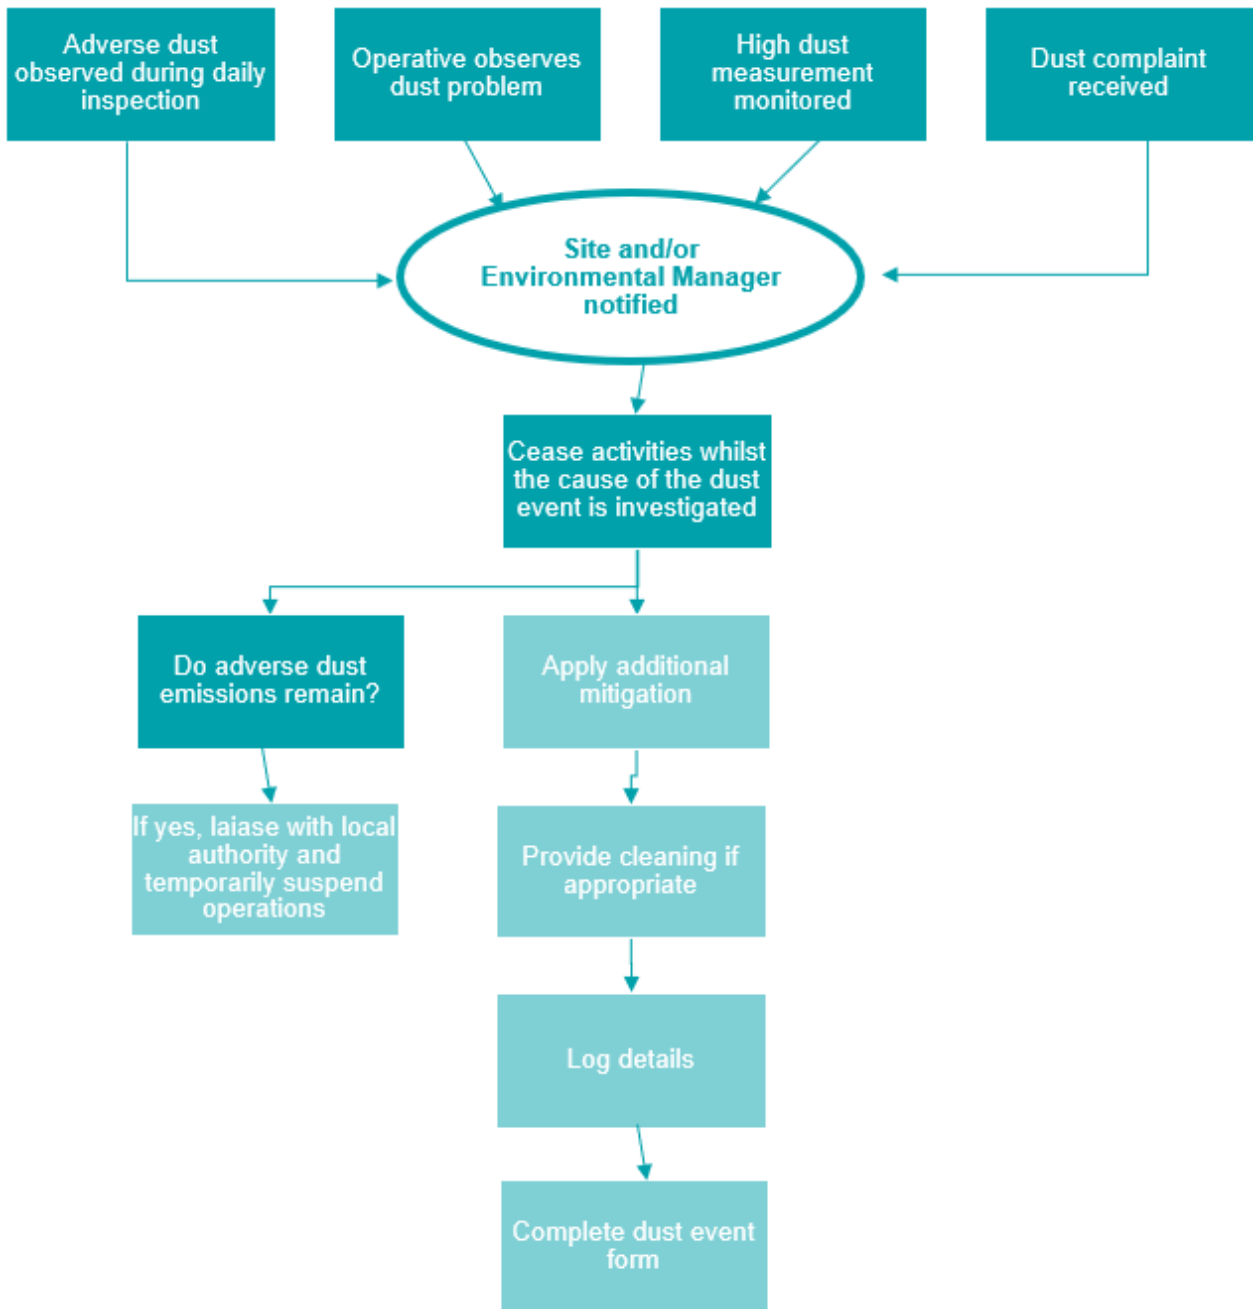 Adverse dust
observed during daily
inspection
Operative observes
dust problem
High dust
measurement
monitored
Dust complaint
received
Site and/or
Environmental Manager
notified
Cease activities whilst
the cause of the dust
event is investigated
Do adverse dust
emissions remain?
Apply additional
mitigation
If yes, laiase with local
authority and
temporarily suspend
operations
Provide cleaning if
appropriate
Log details
Complete dust event
form